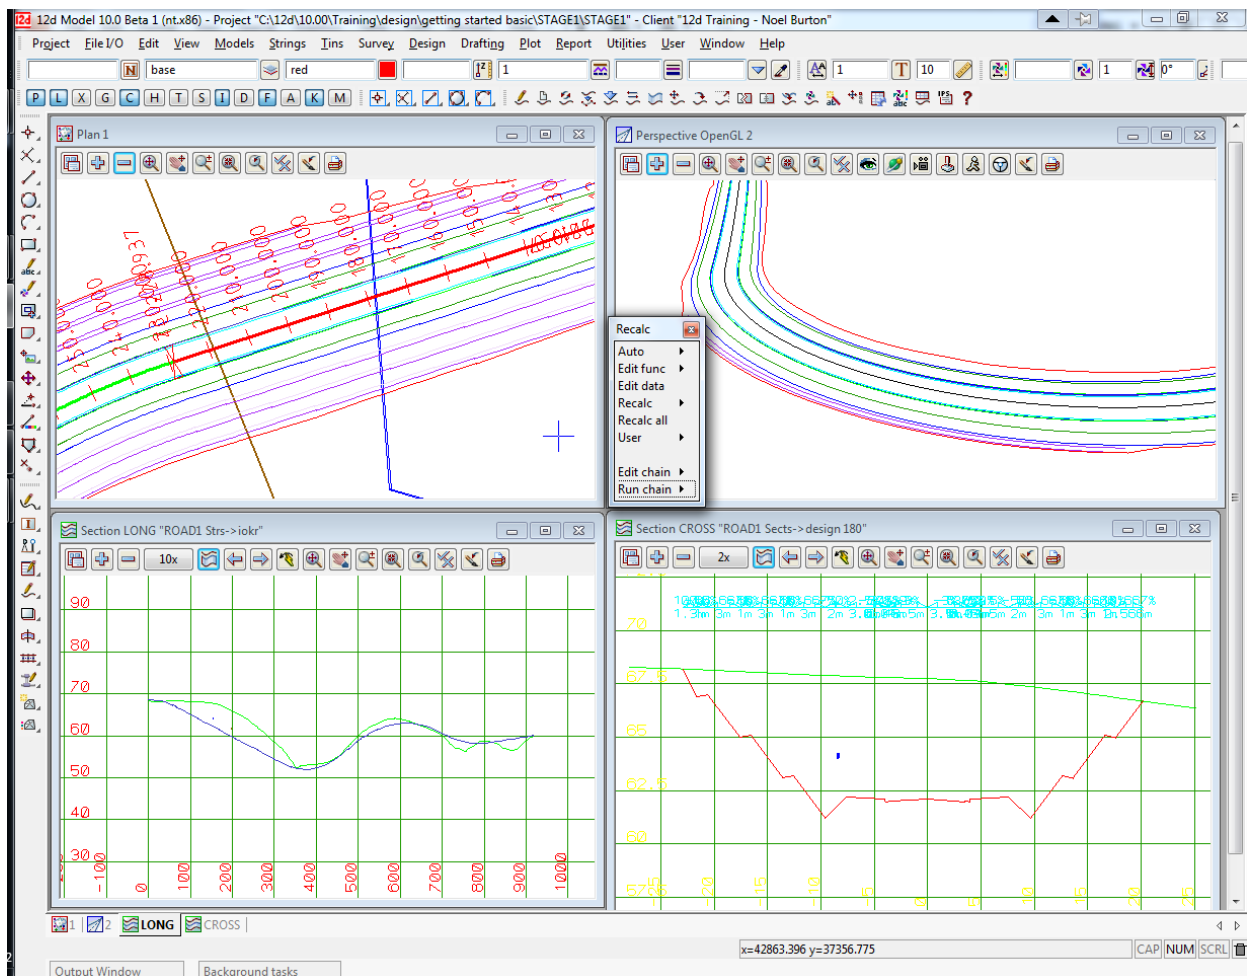 12d Model 10.0 Beta 1 (nt.x86) - Project "C:\12d\10.00\Training\design\getting started basic\STAGE1\STAGE1" - Client "12d Training - Noel Burton"
Project File I/O Edit View Models Strings Tins Survey Design Drafting Plot Report Utilities User Window Help
N base red 1 1 T 10 1 0°
P L X G C H T S I D F A K M
Plan 1
Perspective OpenGL 2
Recalc
Auto
Edit func
Edit data
Recalc
Recalc all
User
Edit chain
Run chain
Section LONG "ROAD1 Strs->iokr"
10x
90
80
70
60
50
40
30
-100 0 100 200 300 400 500 600 700 800 900 1000
Section CROSS "ROAD1 Sects->design 180"
2x
70
67.5
65
62.5
60
57.5
-25 -20 -15 -10 -5 0 5 10 15 20 25
1 2 LONG CROSS
x=42863.396 y=37356.775 CAP NUM SCRL
Output Window Background tasks